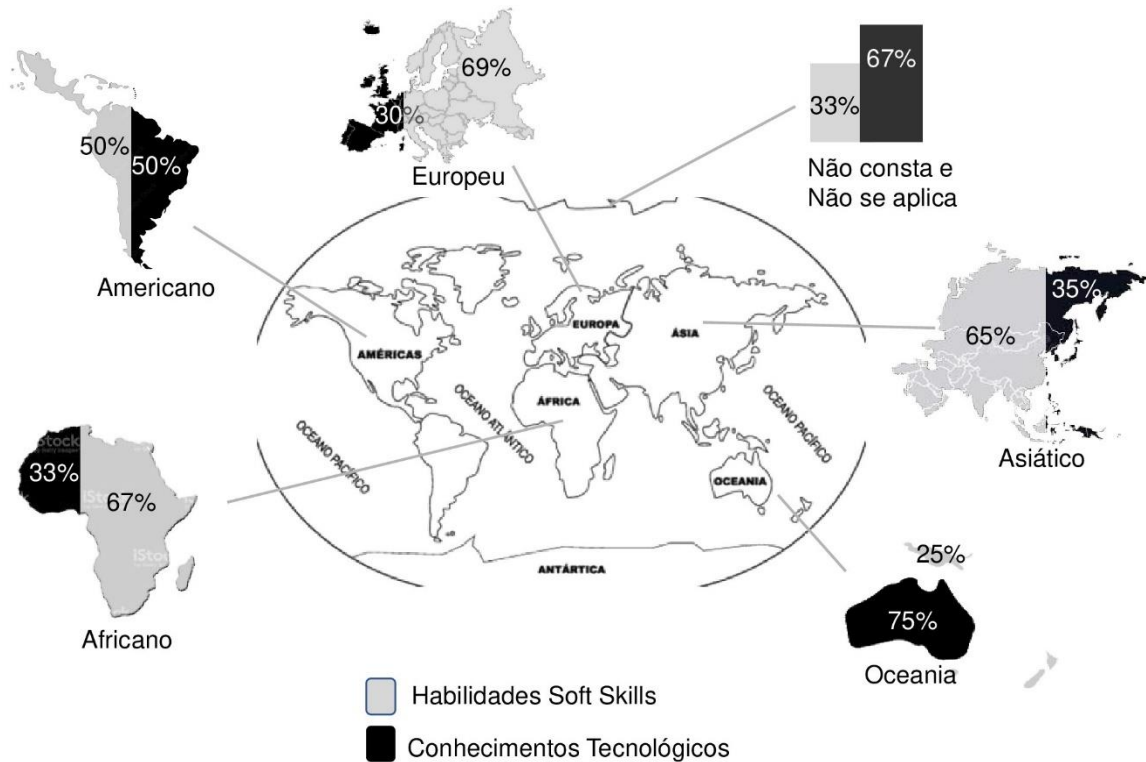 69%
30%
Europeu
33%
67%
Não consta e
Não se aplica
50%
50%
Americano
35%
65%
Asiático
EUROPA
ÁSIA
AMÉRICAS
ÁFRICA
OCEANO ATLÂNTICO
OCEANO PACÍFICO
OCEANO PACÍFICO
OCEANIA
ANTÁRTICA
iStock
33%
67%
iStock
Africano
25%
75%
Oceania
Habilidades Soft Skills
Conhecimentos Tecnológicos